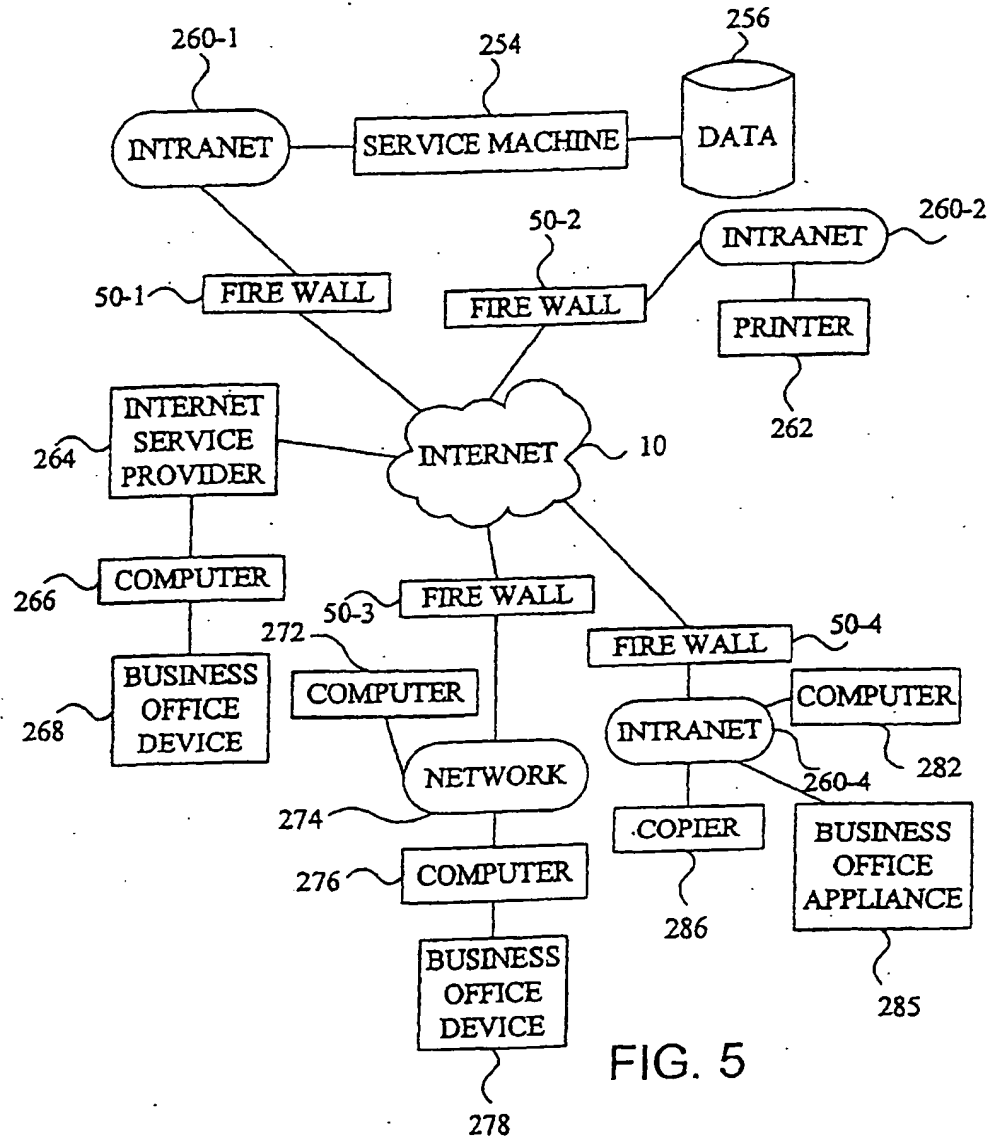 260-1
254
256
INTRANET
SERVICE MACHINE
DATA
50-2
260-2
INTRANET
50-1
FIRE WALL
FIRE WALL
PRINTER
262
INTERNET
SERVICE
PROVIDER
264
INTERNET
10
COMPUTER
266
FIRE WALL
50-3
272
50-4
FIRE WALL
BUSINESS
OFFICE
DEVICE
268
COMPUTER
COMPUTER
282
INTRANET
260-4
NETWORK
274
COPIER
286
BUSINESS
OFFICE
APPLIANCE
285
276
COMPUTER
BUSINESS
OFFICE
DEVICE
278
FIG. 5